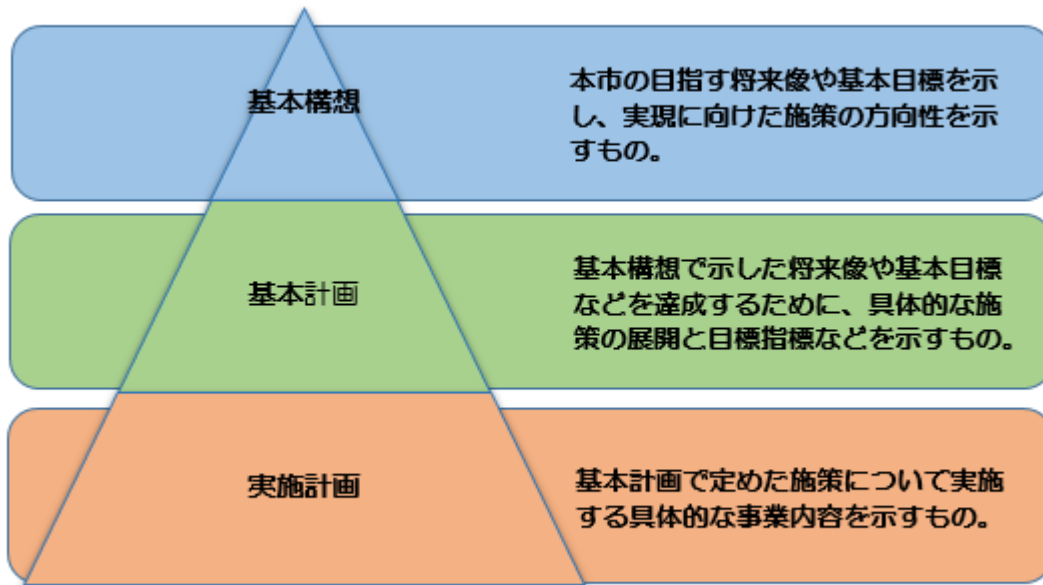 基本構想
本市の目指す将来像や基本目標を示
し、実現に向けた施策の方向性を示
すもの。
基本計画
基本構想で示した将来像や基本目標
などを達成するために、具体的な施
策の展開と目標指標などを示すもの。
実施計画
基本計画で定めた施策について実施
する具体的な事業内容を示すもの。